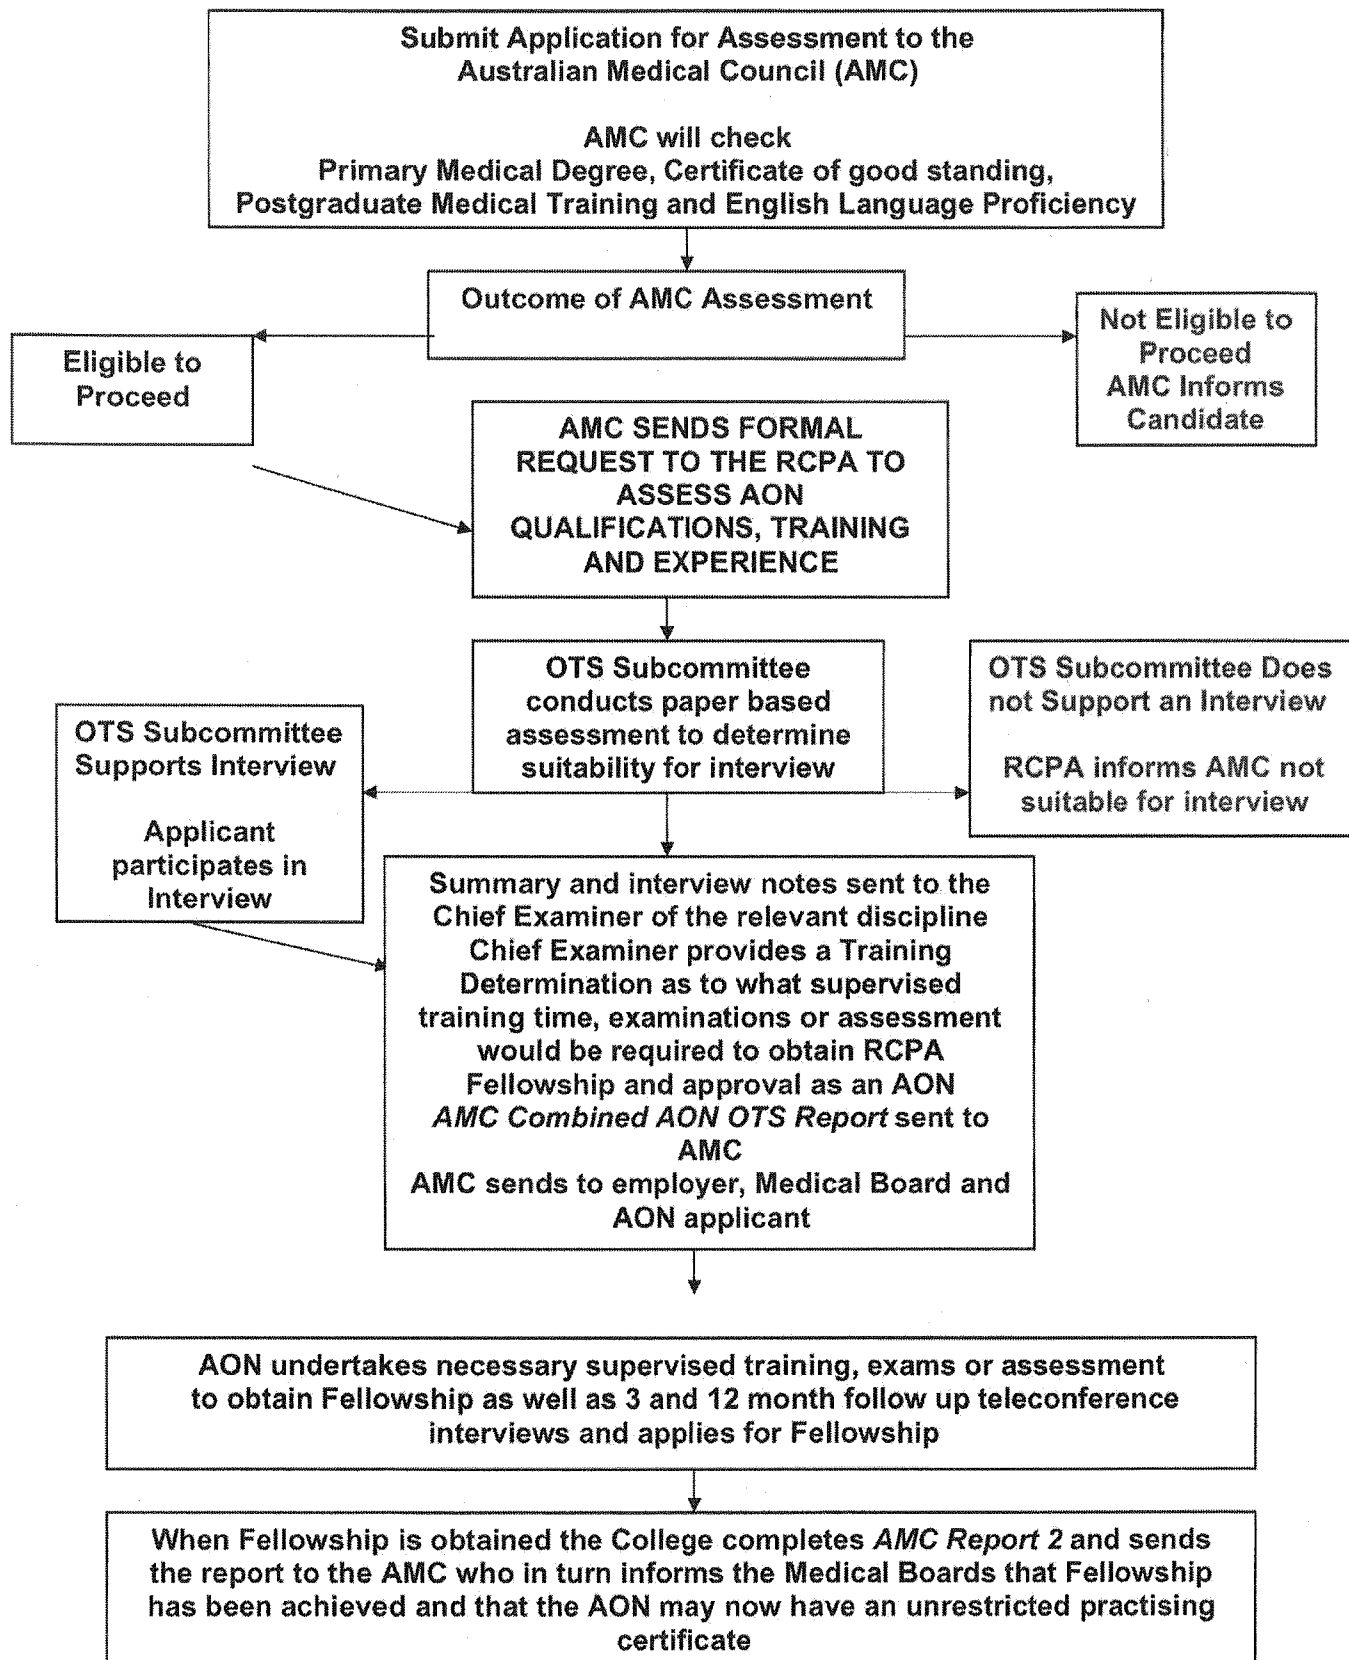 Submit Application for Assessment to the
Australian Medical Council (AMC)
AMC will check
Primary Medical Degree, Certificate of good standing,
Postgraduate Medical Training and English Language Proficiency
Outcome of AMC Assessment
Eligible to
Proceed
Not Eligible to
Proceed
AMC Informs
Candidate
AMC SENDS FORMAL
REQUEST TO THE RCPA TO
ASSESS AON
QUALIFICATIONS, TRAINING
AND EXPERIENCE
OTS Subcommittee
conducts paper based
assessment to determine
suitability for interview
OTS Subcommittee Does
not Support an Interview
RCPA informs AMC not
suitable for interview
OTS Subcommittee
Supports Interview
Applicant
participates in
Interview
Summary and interview notes sent to the
Chief Examiner of the relevant discipline
Chief Examiner provides a Training
Determination as to what supervised
training time, examinations or assessment
would be required to obtain RCPA
Fellowship and approval as an AON
AMC Combined AON OTS Report sent to
AMC
AMC sends to employer, Medical Board and
AON applicant
AON undertakes necessary supervised training, exams or assessment
to obtain Fellowship as well as 3 and 12 month follow up teleconference
interviews and applies for Fellowship
When Fellowship is obtained the College completes AMC Report 2 and sends
the report to the AMC who in turn informs the Medical Boards that Fellowship
has been achieved and that the AON may now have an unrestricted practising
certificate